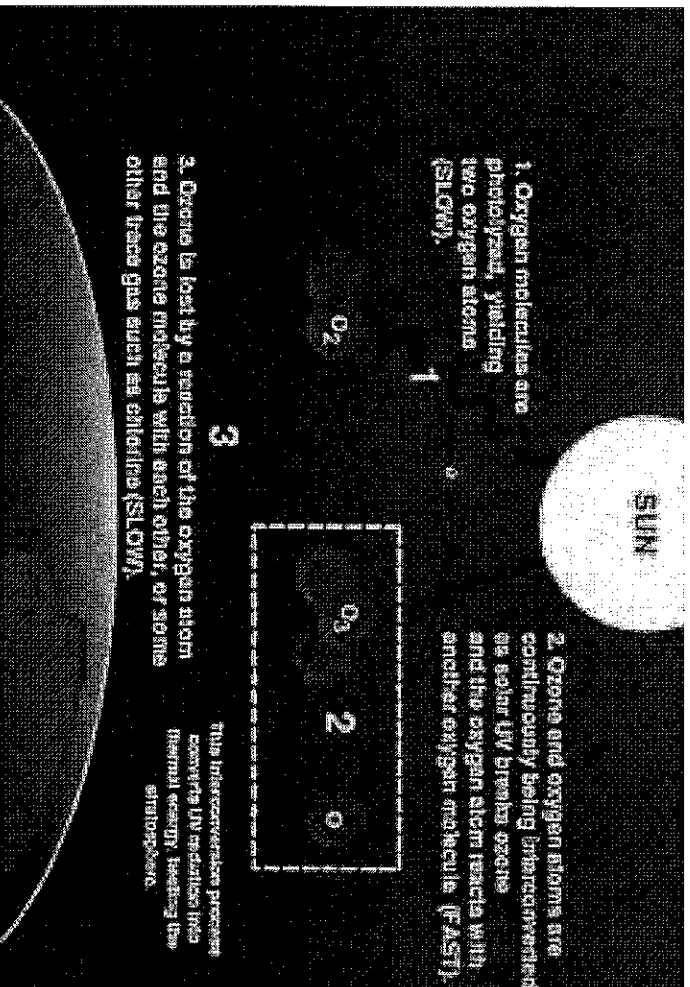 SUN
1. Oxygen molecules are
photolyzed, yielding
two oxygen atoms
(SLOW).
2. Ozone and oxygen atoms are
continuously being interconverted
as solar UV breaks ozone
and the oxygen atom reacts with
another oxygen molecule (FAST).
1
O
O2
O3
2
O
3
This interconversion process
converts UV radiation into
thermal energy, heating the
stratosphere.
3. Ozone is lost by a reaction of the oxygen atom
and the ozone molecule with each other, or some
other trace gas such as chlorine (SLOW).